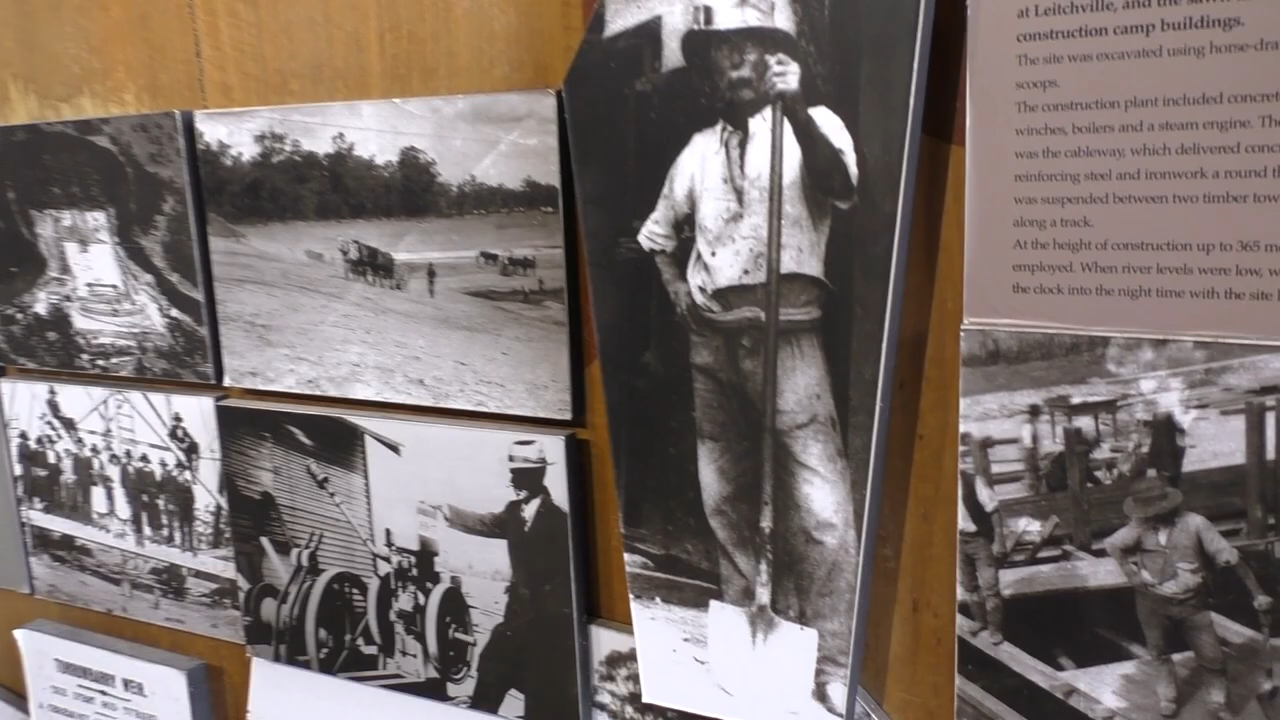 at Leitchville, and the
construction camp buildings.
The site was excavated using horse-dra
scoops.
The construction plant included concret
winches, boilers and a steam engine. The
was the cableway, which delivered conc
reinforcing steel and ironwork a round th
was suspended between two timber tow
along a track.
At the height of construction up to 365 m
employed. When river levels were low, w
the clock into the night time with the site
TORRUMBARRY WEIR.